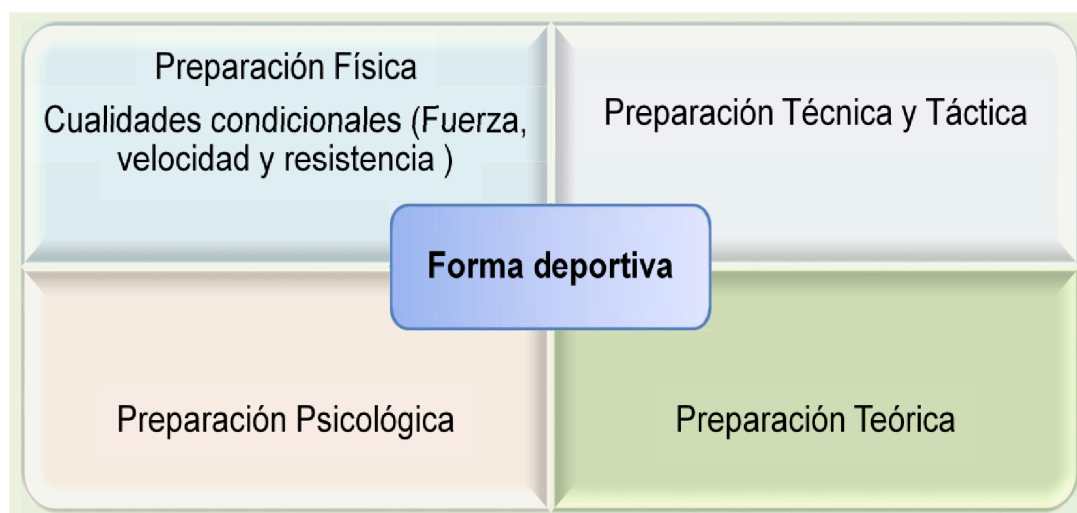 Preparación Física
Cualidades condicionales (Fuerza,
velocidad y resistencia )
Preparación Técnica y Táctica
Forma deportiva
Preparación Psicológica
Preparación Teórica